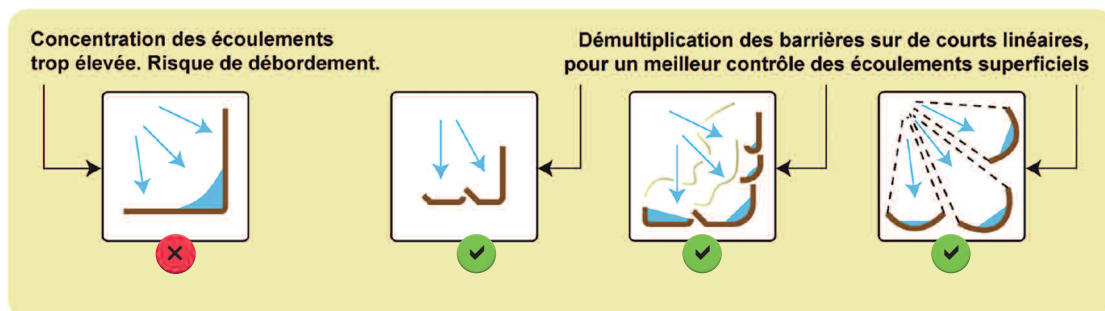 Concentration des écoulements
trop élevée. Risque de débordement.
Démultiplication des barrières sur de courts linéaires,
pour un meilleur contrôle des écoulements superficiels